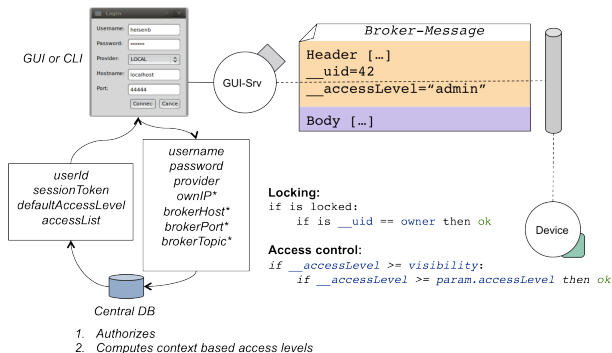 Login
Username:
heisenb
Password:
******
Provider:
LOCAL
Hostname:
localhost
Port:
44444
Connec
Cance
GUI or CLI
GUI-Srv
Broker-Message
Header […]
__uid=42
__accessLevel=“admin”
Body […]
userId
sessionToken
defaultAccessLevel
accessList
username
password
provider
ownIP*
brokerHost*
brokerPort*
brokerTopic*
Locking:
if is locked:
if is __uid == owner then ok
Access control:
if __accessLevel >= visibility:
if __accessLevel >= param.accessLevel then ok
Device
Central DB
1. Authorizes
2. Computes context based access levels